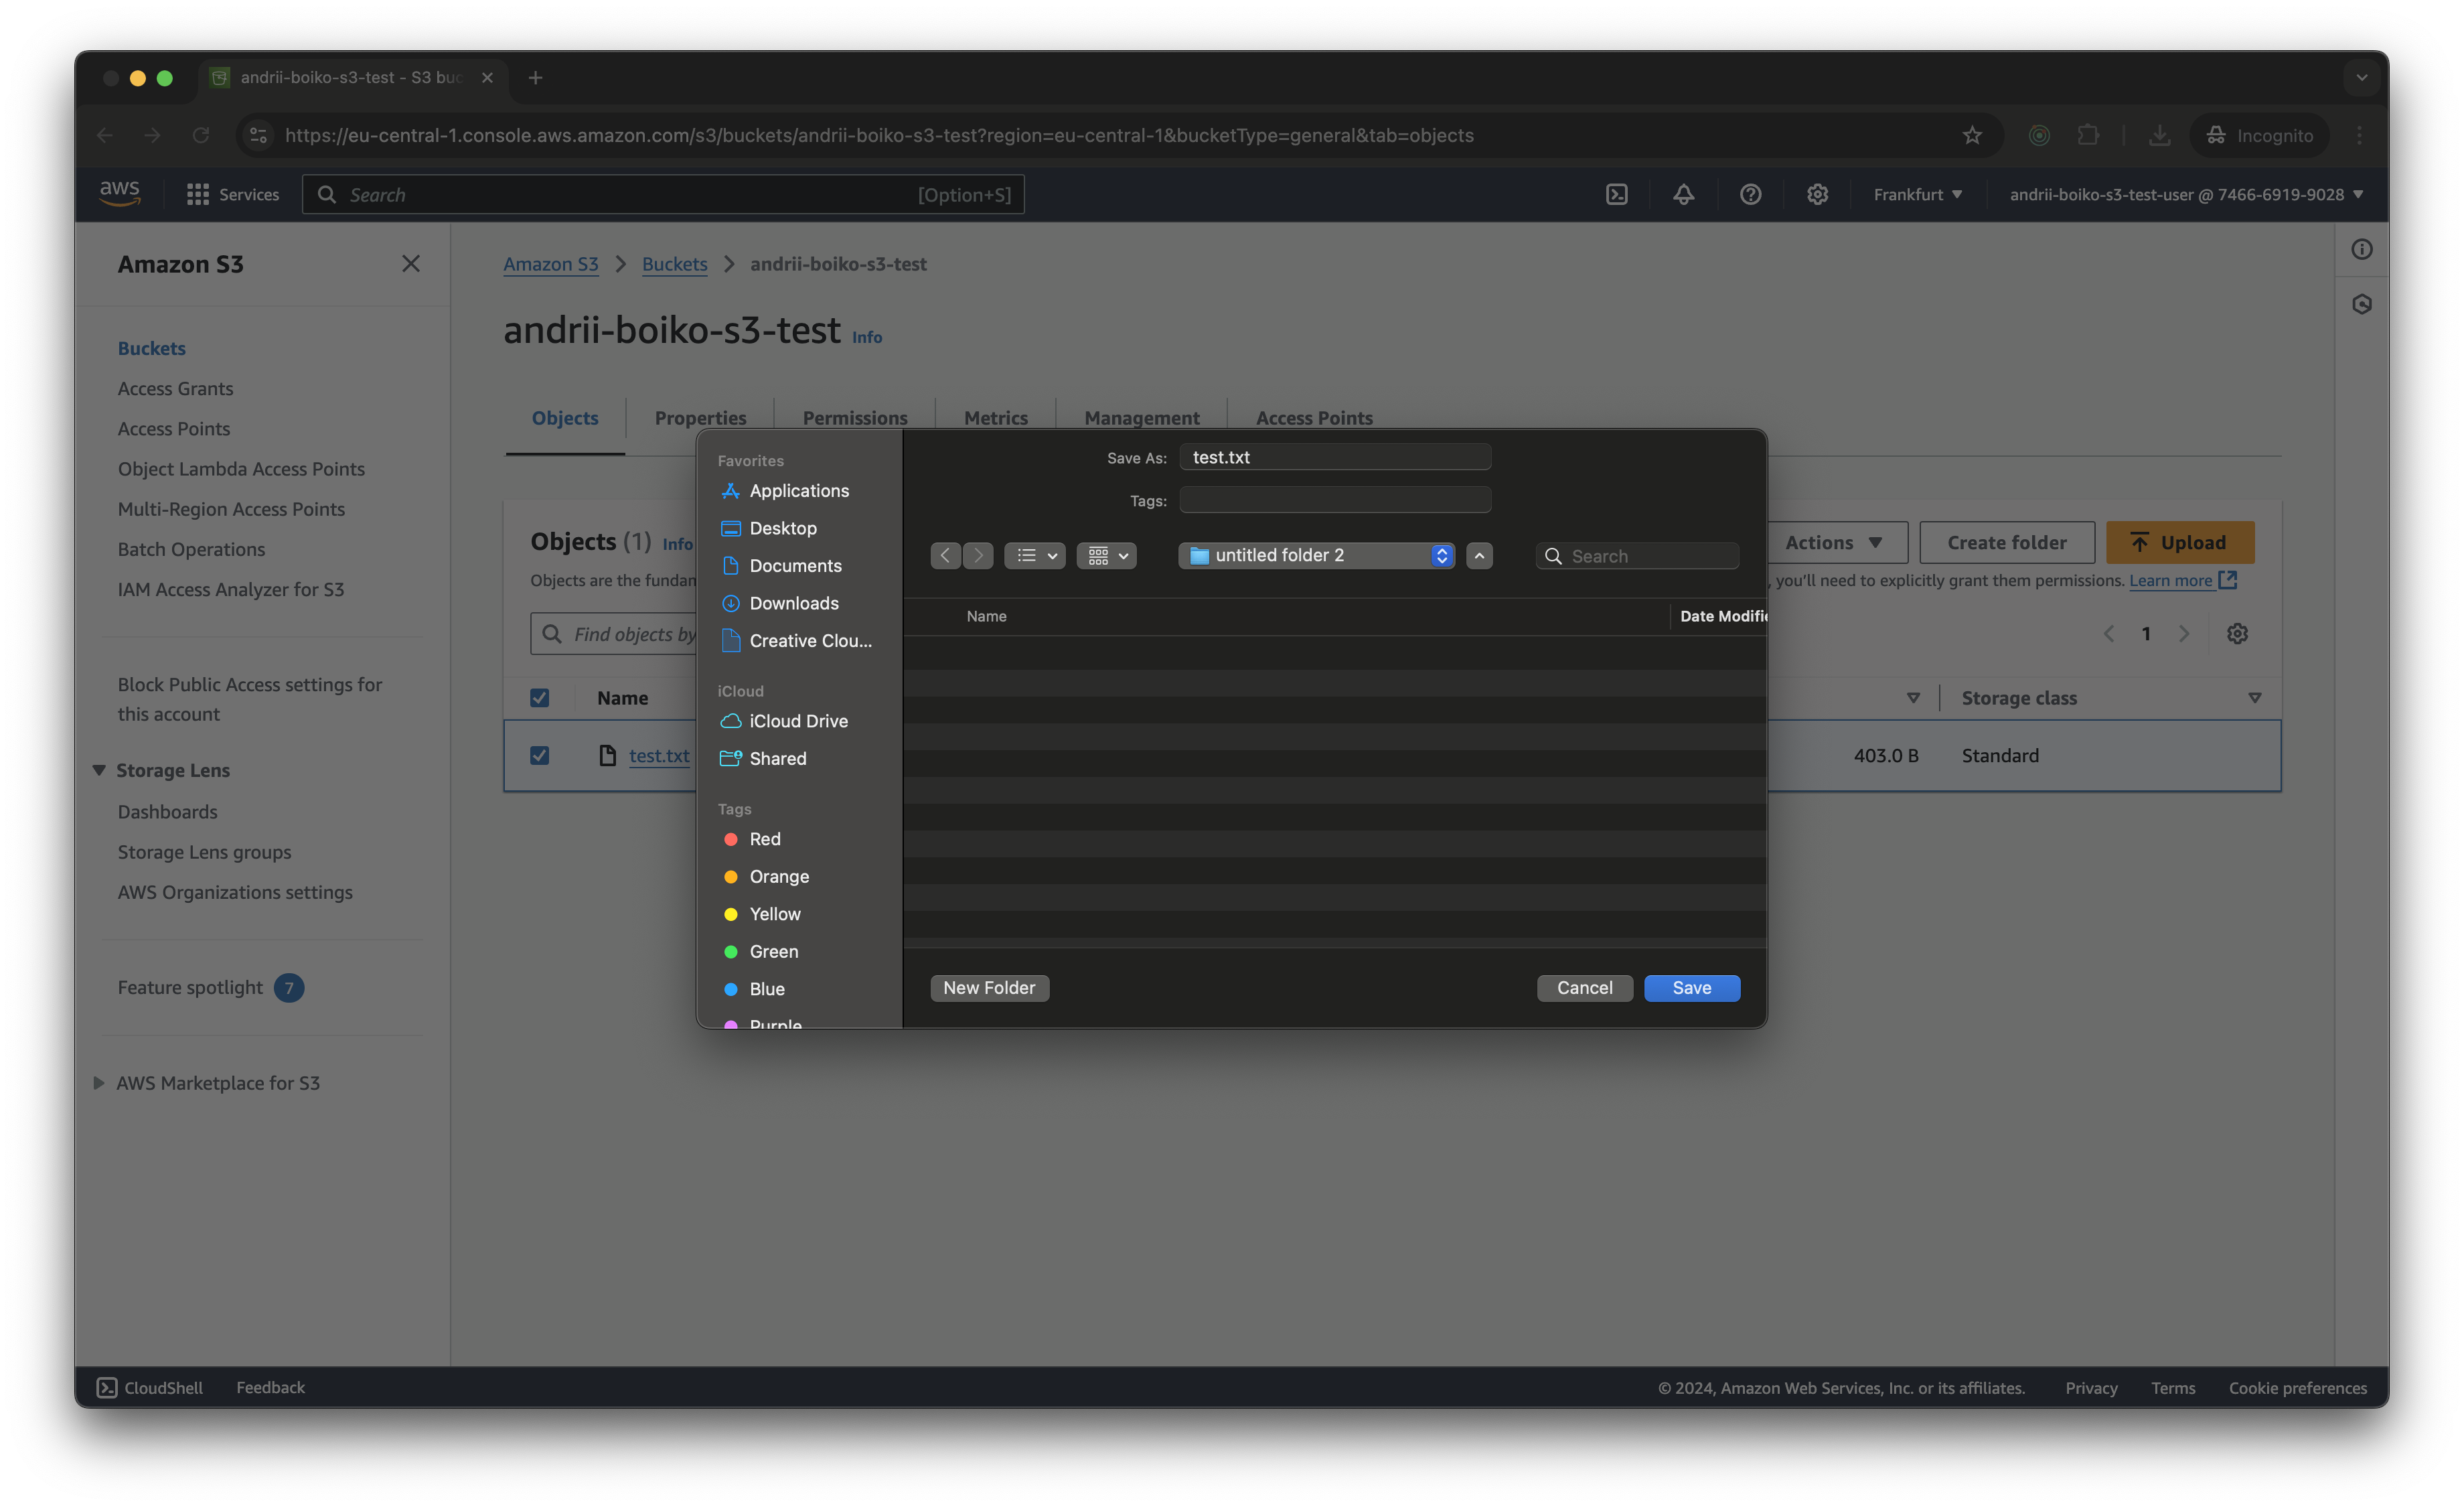 andrii-boiko-s3-test - S3 buc
https://eu-central-1.console.aws.amazon.com/s3/buckets/andrii-boiko-s3-test?region=eu-central-1&bucketType=general&tab=objects
Incognito
aws
Services
Search
[Option+S]
Frankfurt
andrii-boiko-s3-test-user @ 7466-6919-9028
Amazon S3
Buckets
Access Grants
Access Points
Object Lambda Access Points
Multi-Region Access Points
Batch Operations
IAM Access Analyzer for S3
Block Public Access settings for
this account
Storage Lens
Dashboards
Storage Lens groups
AWS Organizations settings
Feature spotlight 7
AWS Marketplace for S3
Amazon S3 > Buckets > andrii-boiko-s3-test
andrii-boiko-s3-test Info
Objects
Properties
Permissions
Metrics
Management
Access Points
Objects (1) Info
Actions
Create folder
Upload
Objects are the fundam
, you'll need to explicitly grant them permissions. Learn more
Find objects by
1
Name
Storage class
test.txt
403.0 B
Standard
Favorites
Applications
Desktop
Documents
Downloads
Creative Clou...
iCloud
iCloud Drive
Shared
Tags
Red
Orange
Yellow
Green
Blue
Purple
Save As: test.txt
Tags:
untitled folder 2
Search
Name
Date Modifie
New Folder
Cancel
Save
CloudShell
Feedback
© 2024, Amazon Web Services, Inc. or its affiliates.
Privacy
Terms
Cookie preferences